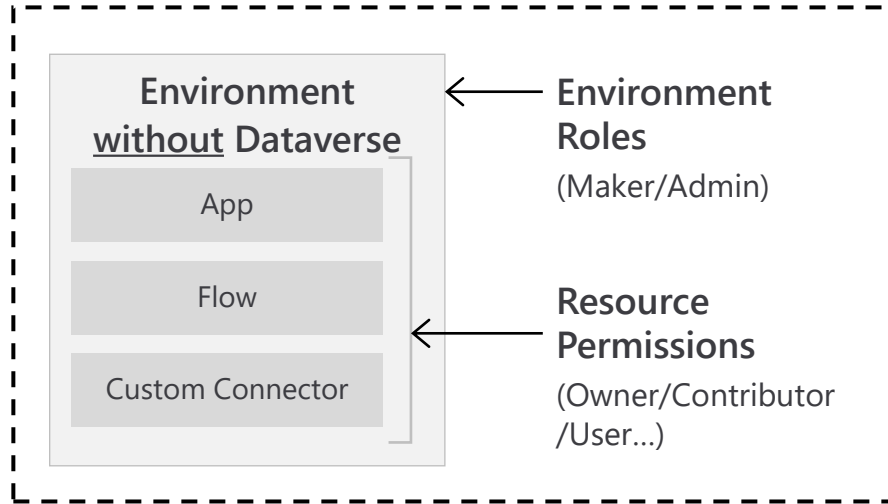 Environment
without Dataverse
App
Flow
Custom Connector
Environment
Roles
(Maker/Admin)
Resource
Permissions
(Owner/Contributor
/User...)